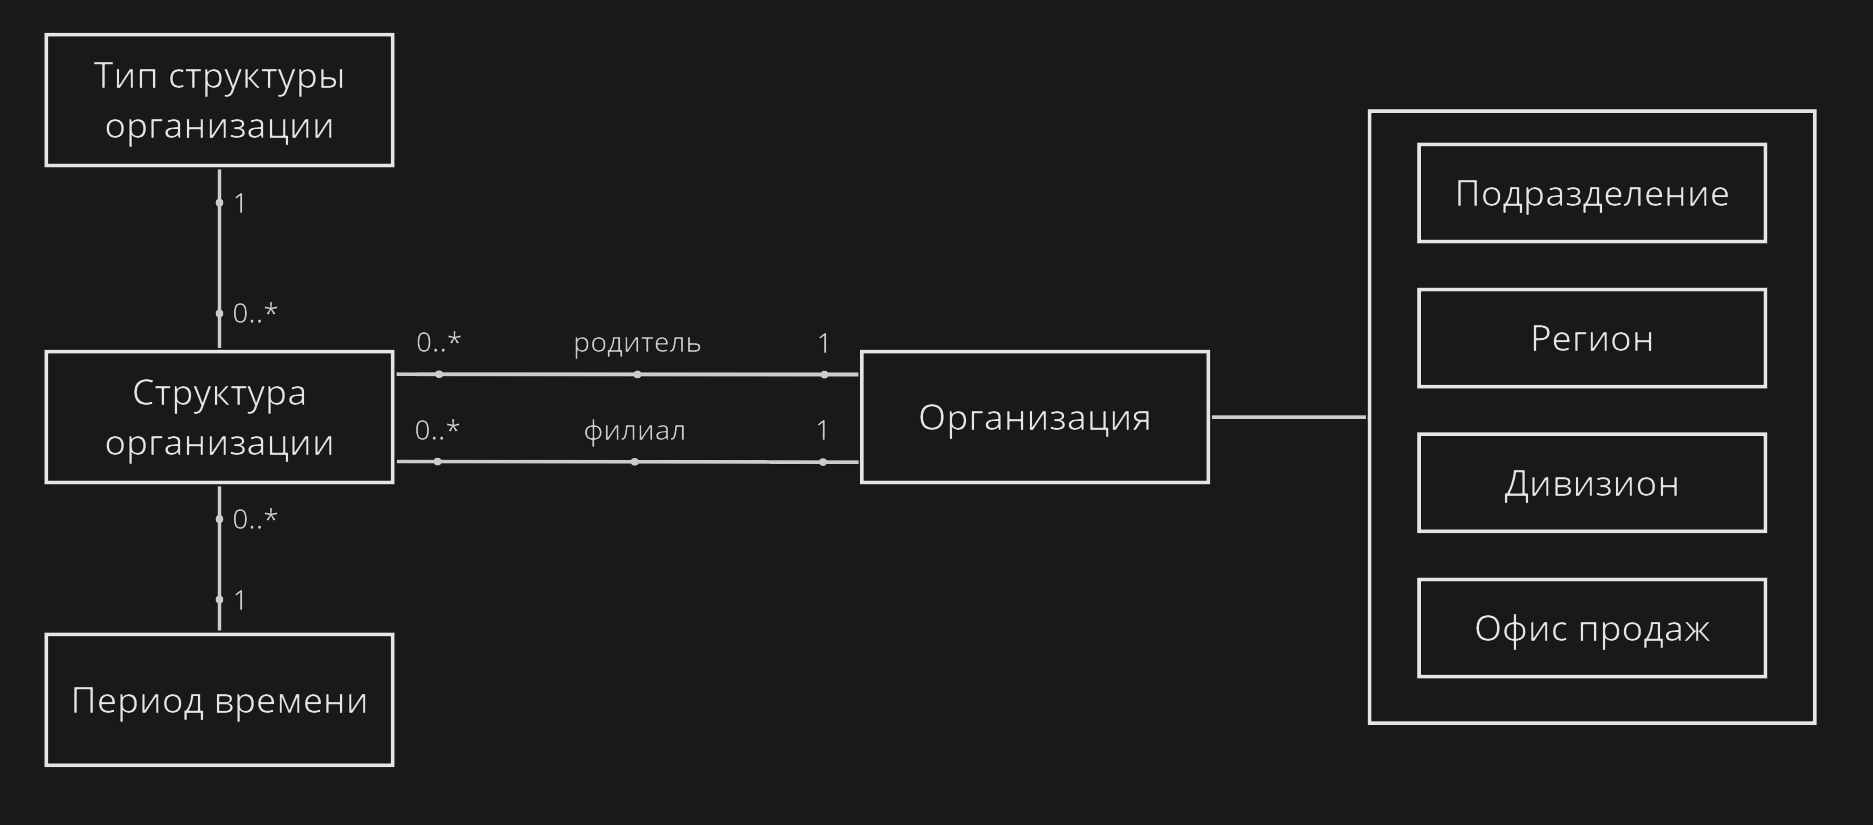 Тип структуры
организации
1
0..*
Структура
организации
0..*
родитель
1
0..*
филиал
1
0..*
1
Период времени
Организация
Подразделение
Регион
Дивизион
Офис продаж